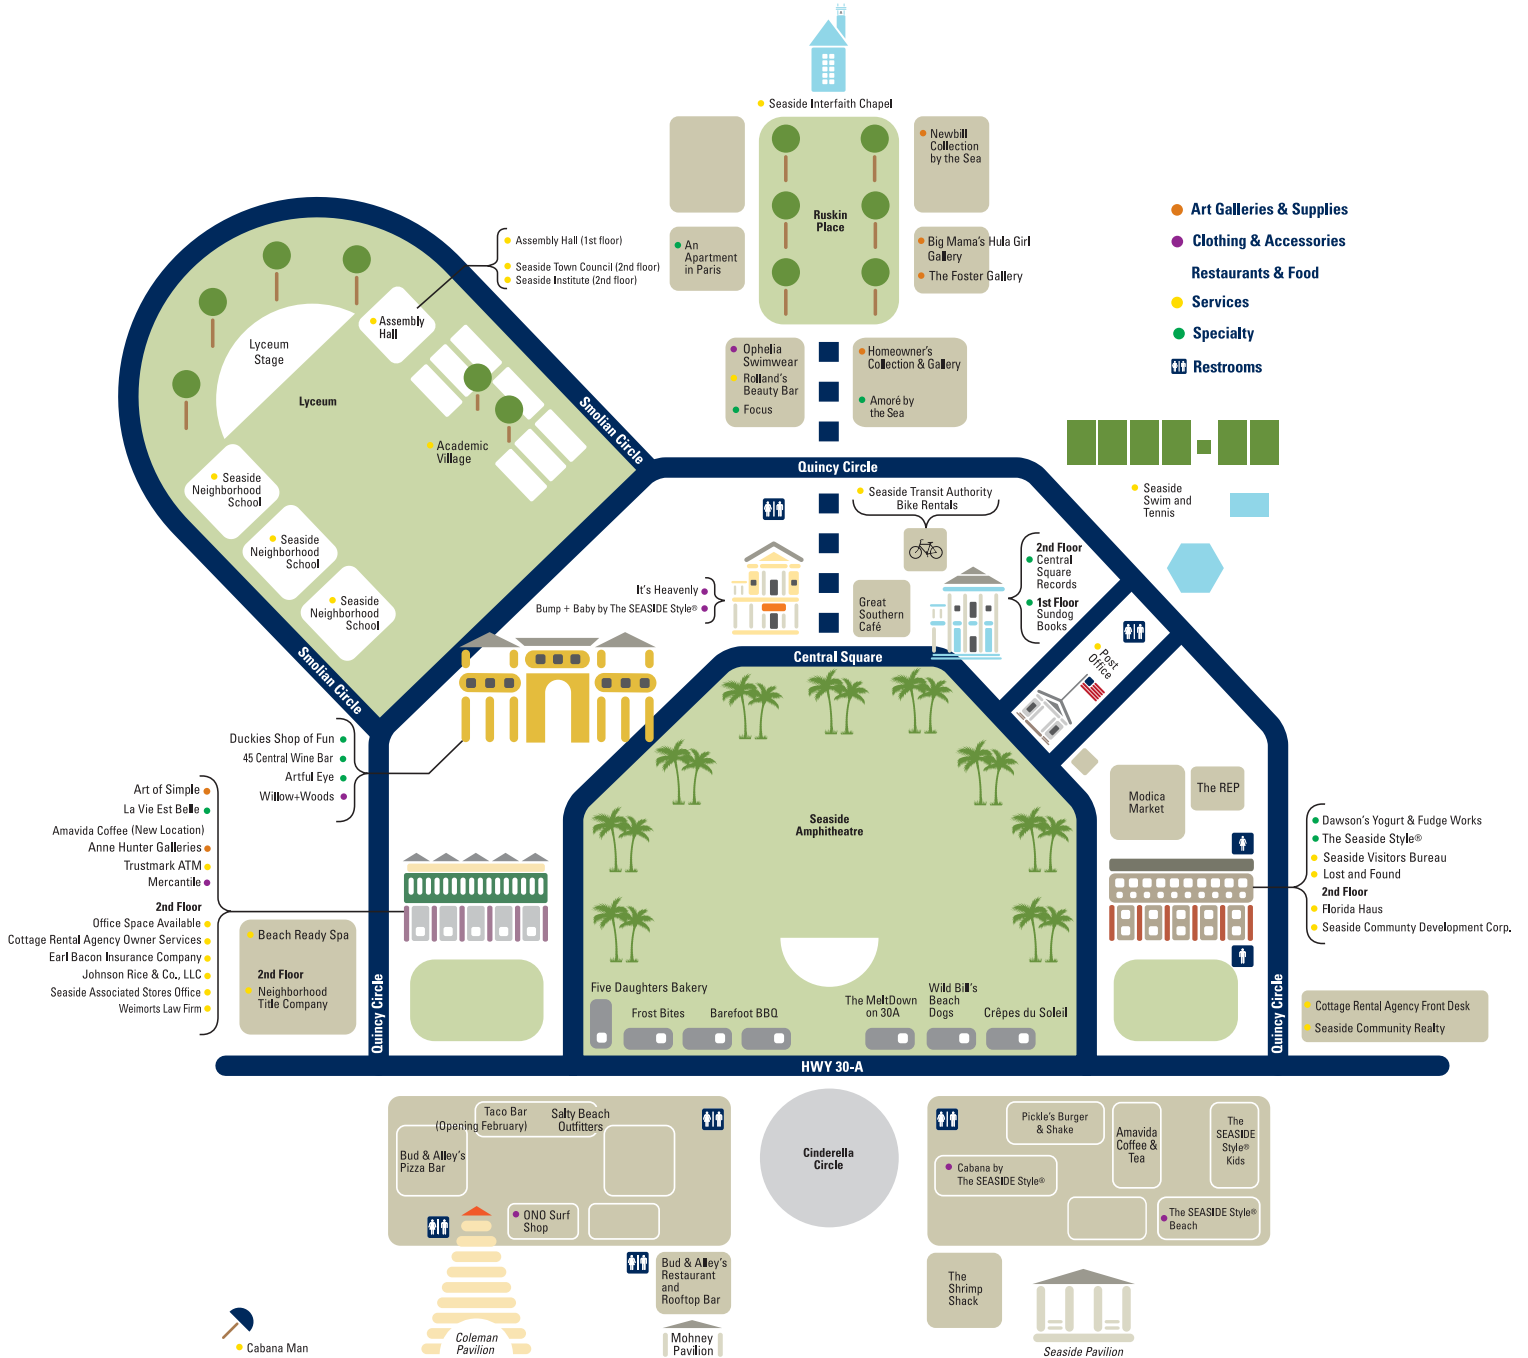 Seaside Interfaith Chapel
Newbill
Collection
by the Sea
Ruskin
Place
An
Apartment
in Paris
Big Mama's Hula Girl
Gallery
The Foster Gallery
Art Galleries & Supplies
Clothing & Accessories
Restaurants & Food
Services
Specialty
Restrooms
Assembly Hall (1st floor)
Seaside Town Council (2nd floor)
Seaside Institute (2nd floor)
Assembly
Hall
Lyceum
Stage
Lyceum
Academic
Village
Smolian Circle
Seaside
Neighborhood
School
Seaside
Neighborhood
School
Seaside
Neighborhood
School
Smolian Circle
Ophelia
Swimwear
Rolland's
Beauty Bar
Focus
Homeowner's
Collection & Gallery
Amoré by
the Sea
Quincy Circle
Seaside Transit Authority
Bike Rentals
Seaside
Swim and
Tennis
2nd Floor
Central
Square
Records
1st Floor
Sundog
Books
It's Heavenly
Bump + Baby by The SEASIDE Style®
Great
Southern
Café
Central Square
Post
Office
Duckies Shop of Fun
45 Central Wine Bar
Artful Eye
Willow+Woods
Art of Simple
La Vie Est Belle
Amavida Coffee (New Location)
Anne Hunter Galleries
Trustmark ATM
Mercantile
2nd Floor
Office Space Available
Cottage Rental Agency Owner Services
Earl Bacon Insurance Company
Johnson Rice & Co., LLC
Seaside Associated Stores Office
Weimorts Law Firm
Beach Ready Spa
2nd Floor
Neighborhood
Title Company
Quincy Circle
Seaside
Amphitheatre
Modica
Market
The REP
Dawson's Yogurt & Fudge Works
The Seaside Style®
Seaside Visitors Bureau
Lost and Found
2nd Floor
Florida Haus
Seaside Communty Development Corp.
Quincy Circle
Cottage Rental Agency Front Desk
Seaside Community Realty
Five Daughters Bakery
Frost Bites
Barefoot BBQ
The MeltDown
on 30A
Wild Bill's
Beach
Dogs
Crêpes du Soleil
HWY 30-A
Taco Bar
(Opening February)
Salty Beach
Outfitters
Bud & Alley's
Pizza Bar
ONO Surf
Shop
Cinderella
Circle
Pickle's Burger
& Shake
Amavida
Coffee &
Tea
The
SEASIDE
Style®
Kids
Cabana by
The SEASIDE Style®
The SEASIDE Style®
Beach
Bud & Alley's
Restaurant
and
Rooftop Bar
The
Shrimp
Shack
Cabana Man
Coleman
Pavilion
Mohney
Pavilion
Seaside Pavilion